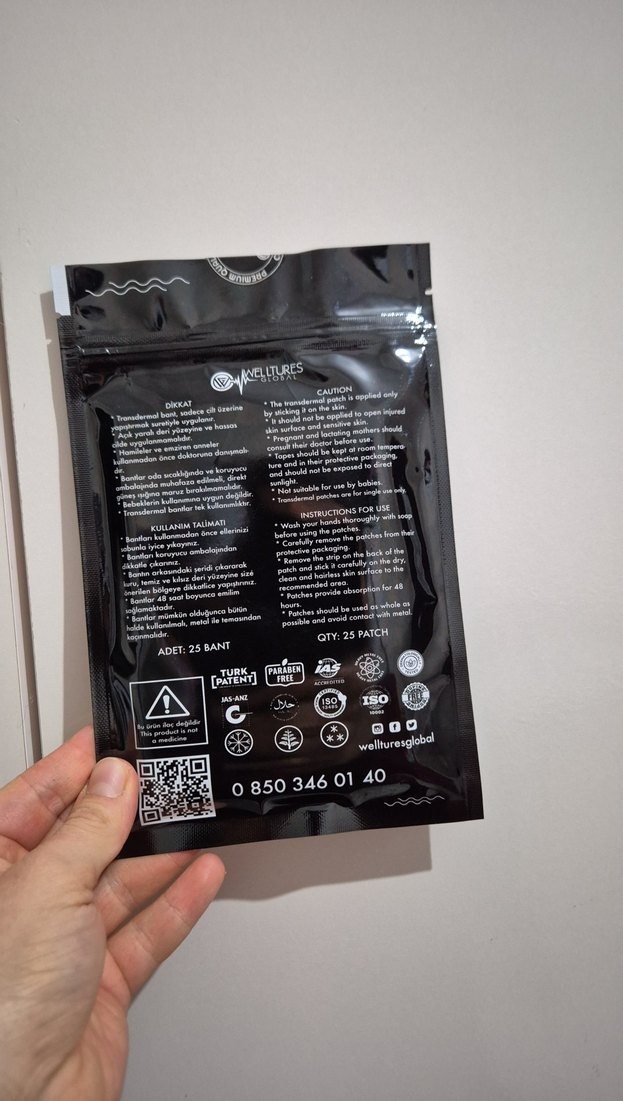 PREMIUM QUALI
WELLTURES
GLOBAL
DİKKAT
* Transdermal bant, sadece cilt üzerine
yapıştırmak suretiyle uygulanır.
* Açık yaralı deri yüzeyine ve hassas
cilde uygulanmamalıdır.
* Hamileler ve emziren anneler
kullanmadan önce doktoruna danışmalı-
dır.
* Bantlar oda sıcaklığında ve koruyucu
ambalajında muhafaza edilmeli, direkt
güneş ışığına maruz bırakılmamalıdır.
* Bebeklerin kullanımına uygun değildir.
* Transdermal bantlar tek kullanımlıktır.
KULLANIM TALİMATI
* Bantları kullanmadan önce ellerinizi
sabunla iyice yıkayınız.
* Bantları koruyucu ambalajından
dikkatle çıkarınız.
* Bantın arkasındaki şeridi çıkararak
kuru, temiz ve kılsız deri yüzeyine size
önerilen bölgeye dikkatlice yapıştırınız.
* Bantlar 48 saat boyunca emilim
sağlamaktadır.
* Bantlar mümkün olduğunca bütün
halde kullanılmalı, metal ile temasından
kaçınılmalıdır.
ADET: 25 BANT
CAUTION
* The transdermal patch is applied only
by sticking it on the skin.
* It should not be applied to open injured
skin surface and sensitive skin.
* Pregnant and lactating mothers should
consult their doctor before use.
* Tapes should be kept at room tempera-
ture and in their protective packaging,
and should not be exposed to direct
sunlight.
* Not suitable for use by babies.
* Transdermal patches are for single use only.
INSTRUCTIONS FOR USE
* Wash your hands thoroughly with soap
before using the patches.
* Carefully remove the patches from their
protective packaging.
* Remove the strip on the back of the
patch and stick it carefully on the dry,
clean and hairless skin surface to the
recommended area.
* Patches provide absorption for 48
hours.
* Patches should be used as whole as
possible and avoid contact with metal.
QTY: 25 PATCH
Bu ürün ilaç değildir
This product is not
a medicine
TURK
PATENT
PARABEN
FREE
IAS
ACCREDITED
JAS-ANZ
حلال
ISO
13485
ISO
10002
FREE
wellturesglobal
0 850 346 01 40